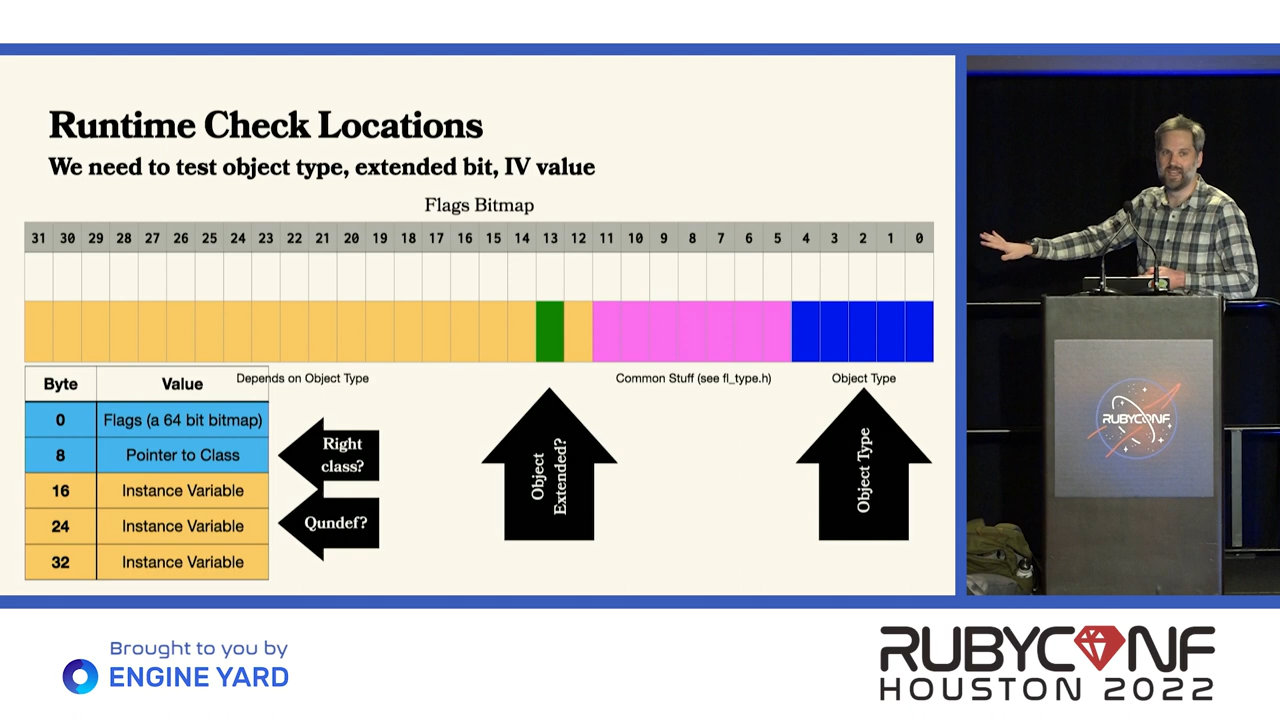 Runtime Check Locations
We need to test object type, extended bit, IV value
Flags Bitmap
31 30 29 28 27 26 25 24 23 22 21 20 19 18 17 16 15 14 13 12 11 10 9 8 7 6 5 4 3 2 1 0
Depends on Object Type
Common Stuff (see fl_type.h)
Object Type
Byte Value
0 Flags (a 64 bit bitmap)
8 Pointer to Class
16 Instance Variable
24 Instance Variable
32 Instance Variable
Right
class?
Qundef?
Object
Extended?
Object Type
RUBYCONF
Brought to you by
ENGINE YARD
RUBYCONF
HOUSTON 2022